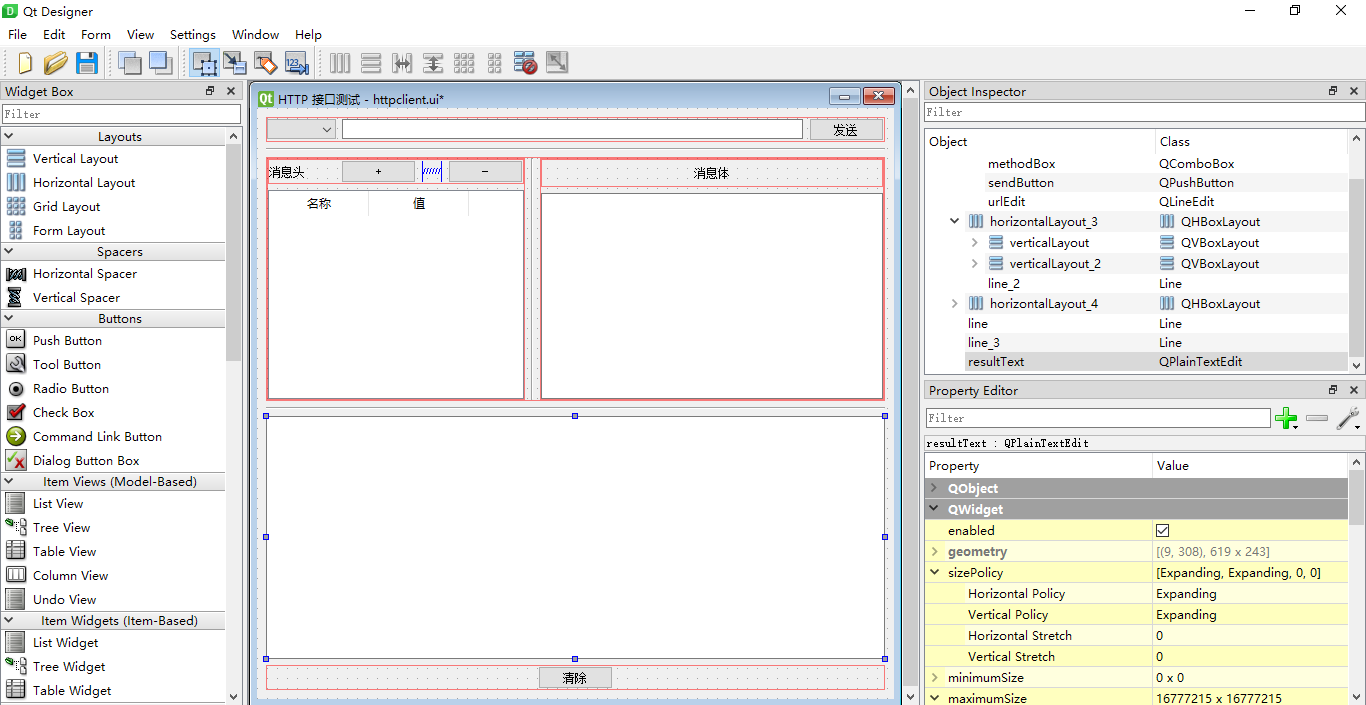 Qt Designer
File Edit Form View Settings Window Help
Widget Box
Filter
Layouts
Vertical Layout
Horizontal Layout
Grid Layout
Form Layout
Spacers
Horizontal Spacer
Vertical Spacer
Buttons
OK Push Button
Tool Button
Radio Button
Check Box
Command Link Button
Dialog Button Box
Item Views (Model-Based)
List View
Tree View
Table View
Column View
Undo View
Item Widgets (Item-Based)
List Widget
Tree Widget
Table Widget
Qt HTTP 接口测试 - httpclient.ui*
发送
消息头 + −
消息体
名称 值
清除
Object Inspector
Filter
Object Class
methodBox QComboBox
sendButton QPushButton
urlEdit QLineEdit
horizontalLayout_3 QHBoxLayout
verticalLayout QVBoxLayout
verticalLayout_2 QVBoxLayout
line_2 Line
horizontalLayout_4 QHBoxLayout
line Line
line_3 Line
resultText QPlainTextEdit
Property Editor
Filter
resultText : QPlainTextEdit
Property Value
QObject
QWidget
enabled
geometry [(9, 308), 619 x 243]
sizePolicy [Expanding, Expanding, 0, 0]
Horizontal Policy Expanding
Vertical Policy Expanding
Horizontal Stretch 0
Vertical Stretch 0
minimumSize 0 x 0
maximumSize 16777215 x 16777215